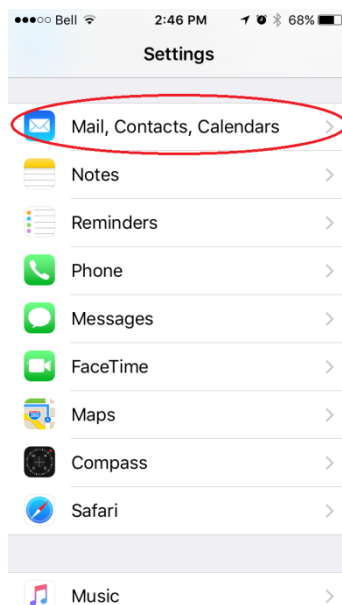 Bell 2:46 PM 68%
Settings
Mail, Contacts, Calendars
Notes
Reminders
Phone
Messages
FaceTime
Maps
Compass
Safari
Music